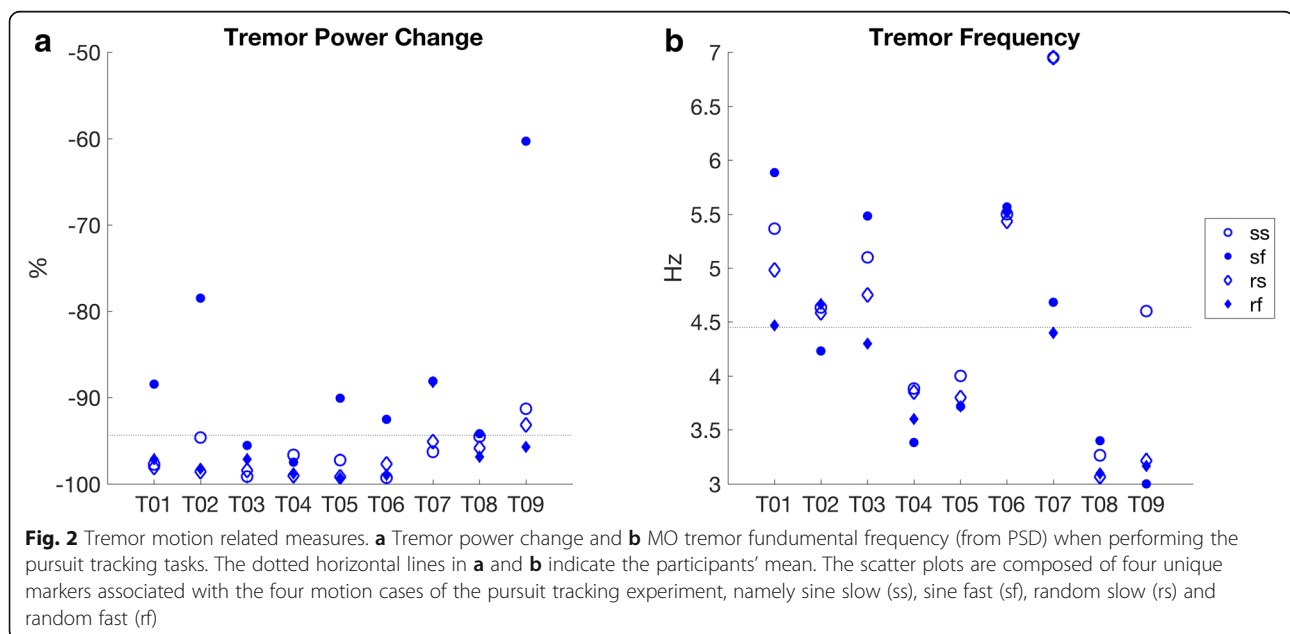 a
Tremor Power Change
-50
-60
-70
-80
-90
-100
%
T01 T02 T03 T04 T05 T06 T07 T08 T09
b
Tremor Frequency
7
6.5
6
5.5
5
4.5
4
3.5
3
Hz
T01 T02 T03 T04 T05 T06 T07 T08 T09
ss
sf
rs
rf
Fig. 2 Tremor motion related measures. a Tremor power change and b MO tremor fundumental frequency (from PSD) when performing the
pursuit tracking tasks. The dotted horizontal lines in a and b indicate the participants' mean. The scatter plots are composed of four unique
markers associated with the four motion cases of the pursuit tracking experiment, namely sine slow (ss), sine fast (sf), random slow (rs) and
random fast (rf)